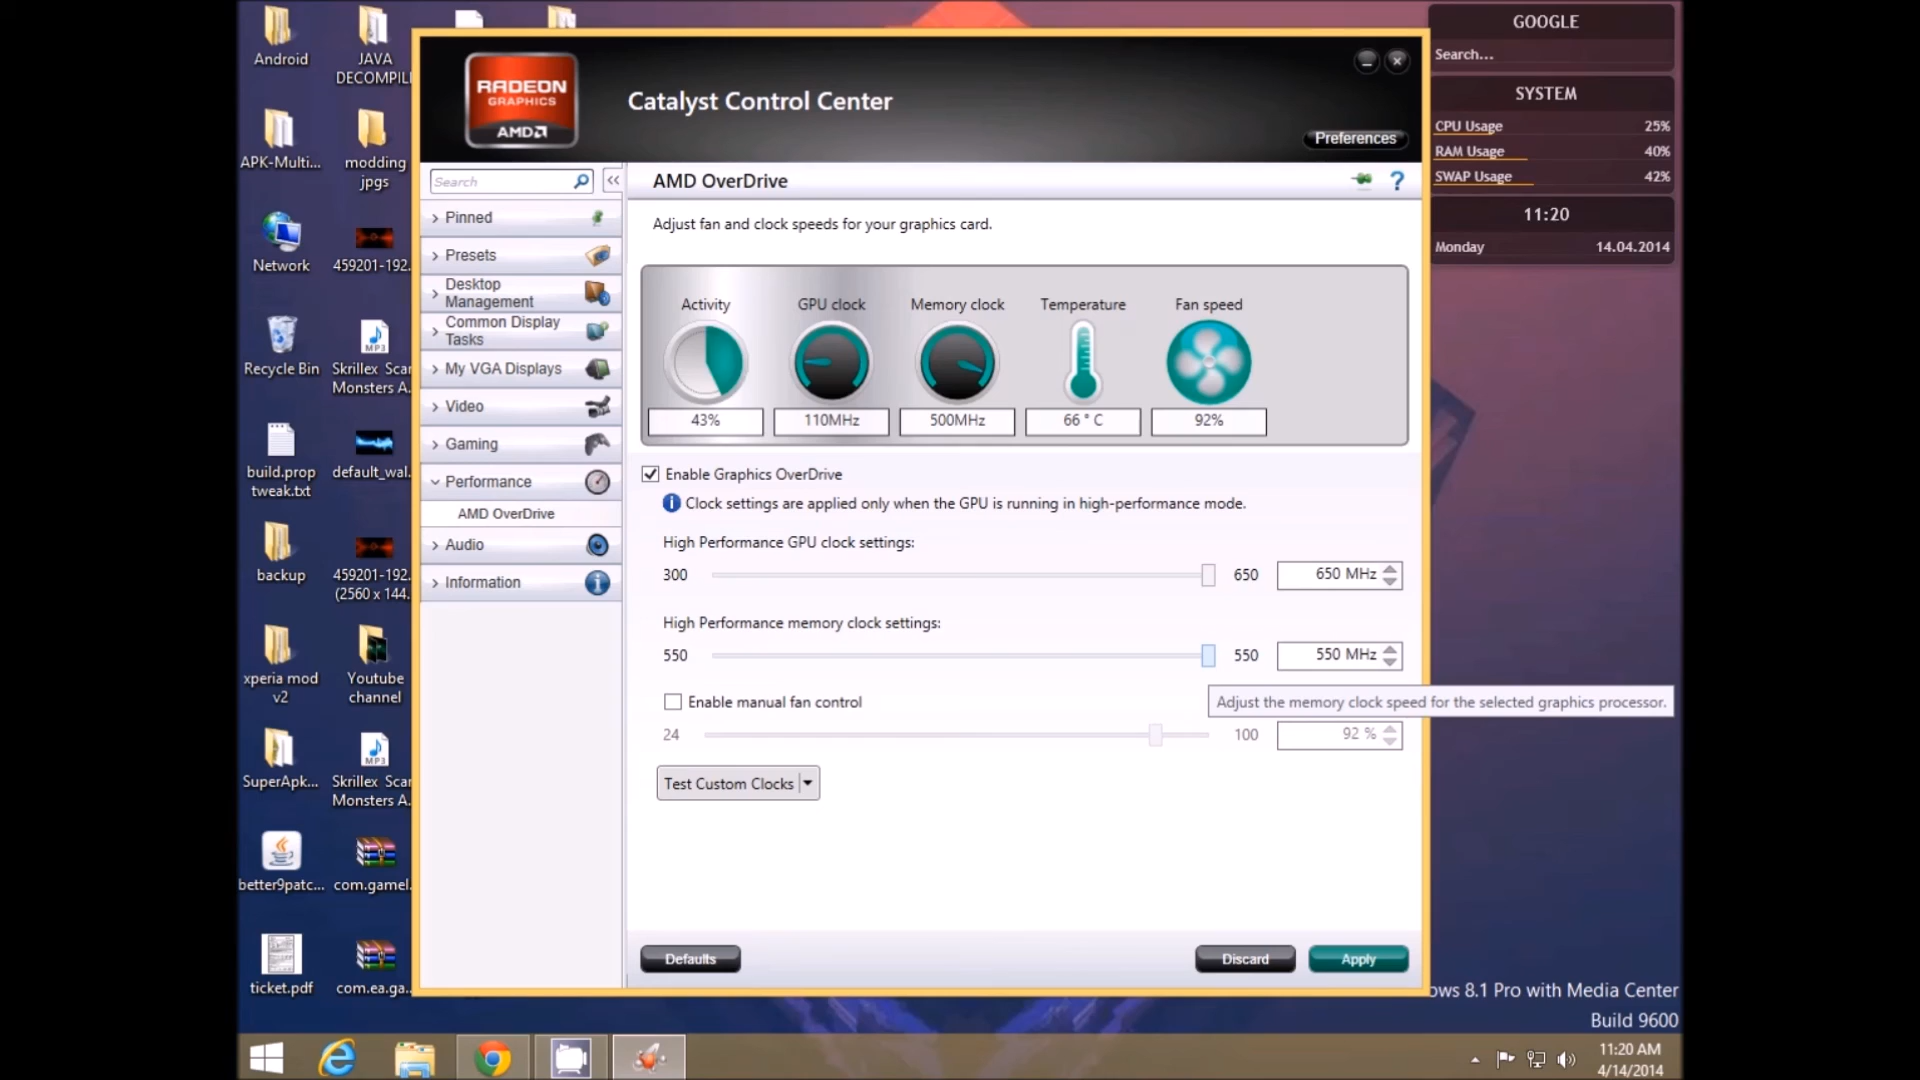 Android
JAVA
DECOMPIL
APK-Multi...
modding
jpgs
Network
459201-192.
Recycle Bin
Skrillex Scar
Monsters A.
build.prop
tweak.txt
default_wal.
backup
459201-192.
(2560 x 144.
xperia mod
v2
Youtube
channel
SuperApk...
Skrillex Scar
Monsters A.
better9patc...
com.gamel.
ticket.pdf
com.ea.ga..
MP3
MP3
RADEON
GRAPHICS
AMD
Catalyst Control Center
Preferences
Search
Pinned
Presets
Desktop
Management
Common Display
Tasks
My VGA Displays
Video
Gaming
Performance
AMD OverDrive
Audio
Information
AMD OverDrive
?
Adjust fan and clock speeds for your graphics card.
Activity GPU clock Memory clock Temperature Fan speed
43% 110MHz 500MHz 66 ° C 92%
Enable Graphics OverDrive
Clock settings are applied only when the GPU is running in high-performance mode.
High Performance GPU clock settings:
300 650 650 MHz
High Performance memory clock settings:
550 550 550 MHz
Enable manual fan control
Adjust the memory clock speed for the selected graphics processor.
24 100 92 %
Test Custom Clocks
Defaults
Discard
Apply
GOOGLE
Search...
SYSTEM
CPU Usage 25%
RAM Usage 40%
SWAP Usage 42%
11:20
Monday 14.04.2014
ows 8.1 Pro with Media Center
Build 9600
11:20 AM
4/14/2014